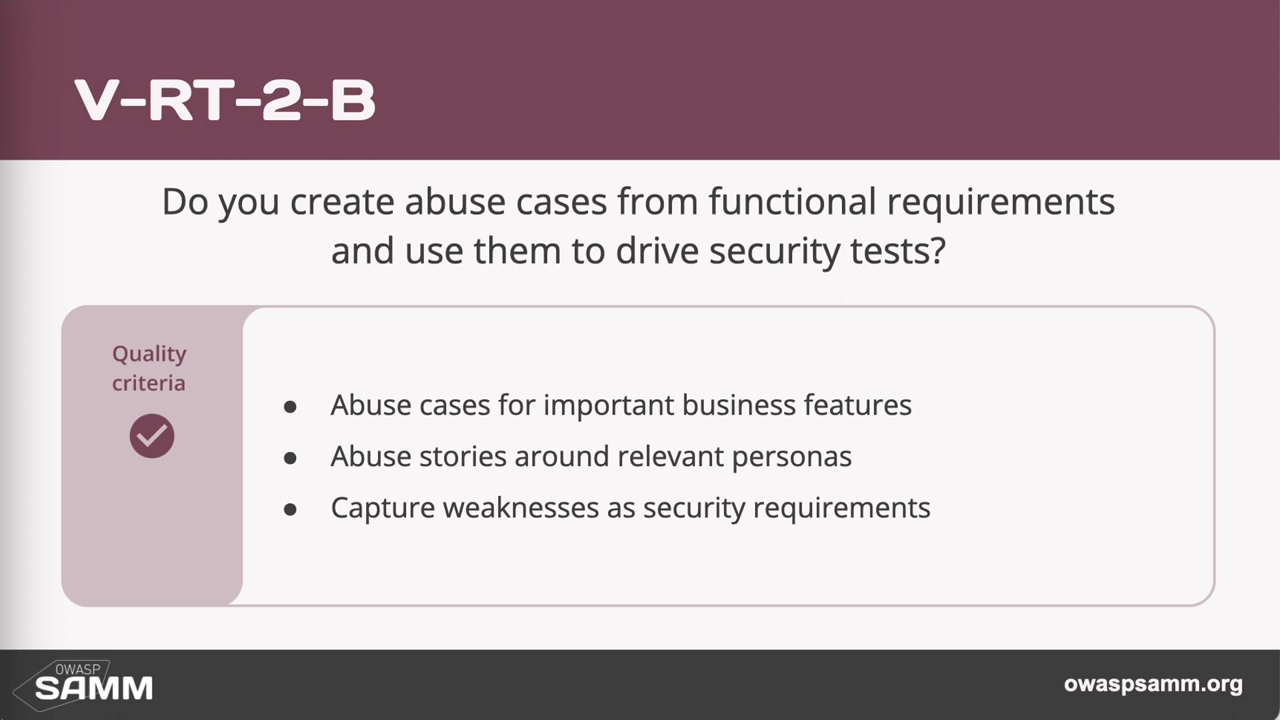 V-RT-2-B
Do you create abuse cases from functional requirements
and use them to drive security tests?
Quality
criteria
● Abuse cases for important business features
● Abuse stories around relevant personas
● Capture weaknesses as security requirements
OWASP
SAMM
owaspsamm.org